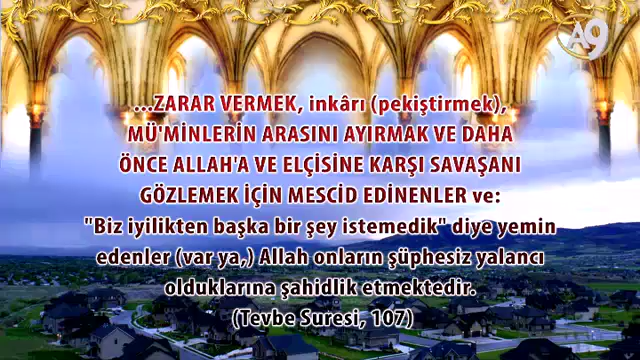 A9
...ZARAR VERMEK, inkârı (pekiştirmek),
MÜ'MİNLERİN ARASINI AYIRMAK VE DAHA
ÖNCE ALLAH'A VE ELÇİSİNE KARŞI SAVAŞANI
GÖZLEMEK İÇİN MESCİD EDİNENLER ve:
"Biz iyilikten başka bir şey istemedik" diye yemin
edenler (var ya,) Allah onların şüphesiz yalancı
olduklarına şahidlik etmektedir.
(Tevbe Suresi, 107)